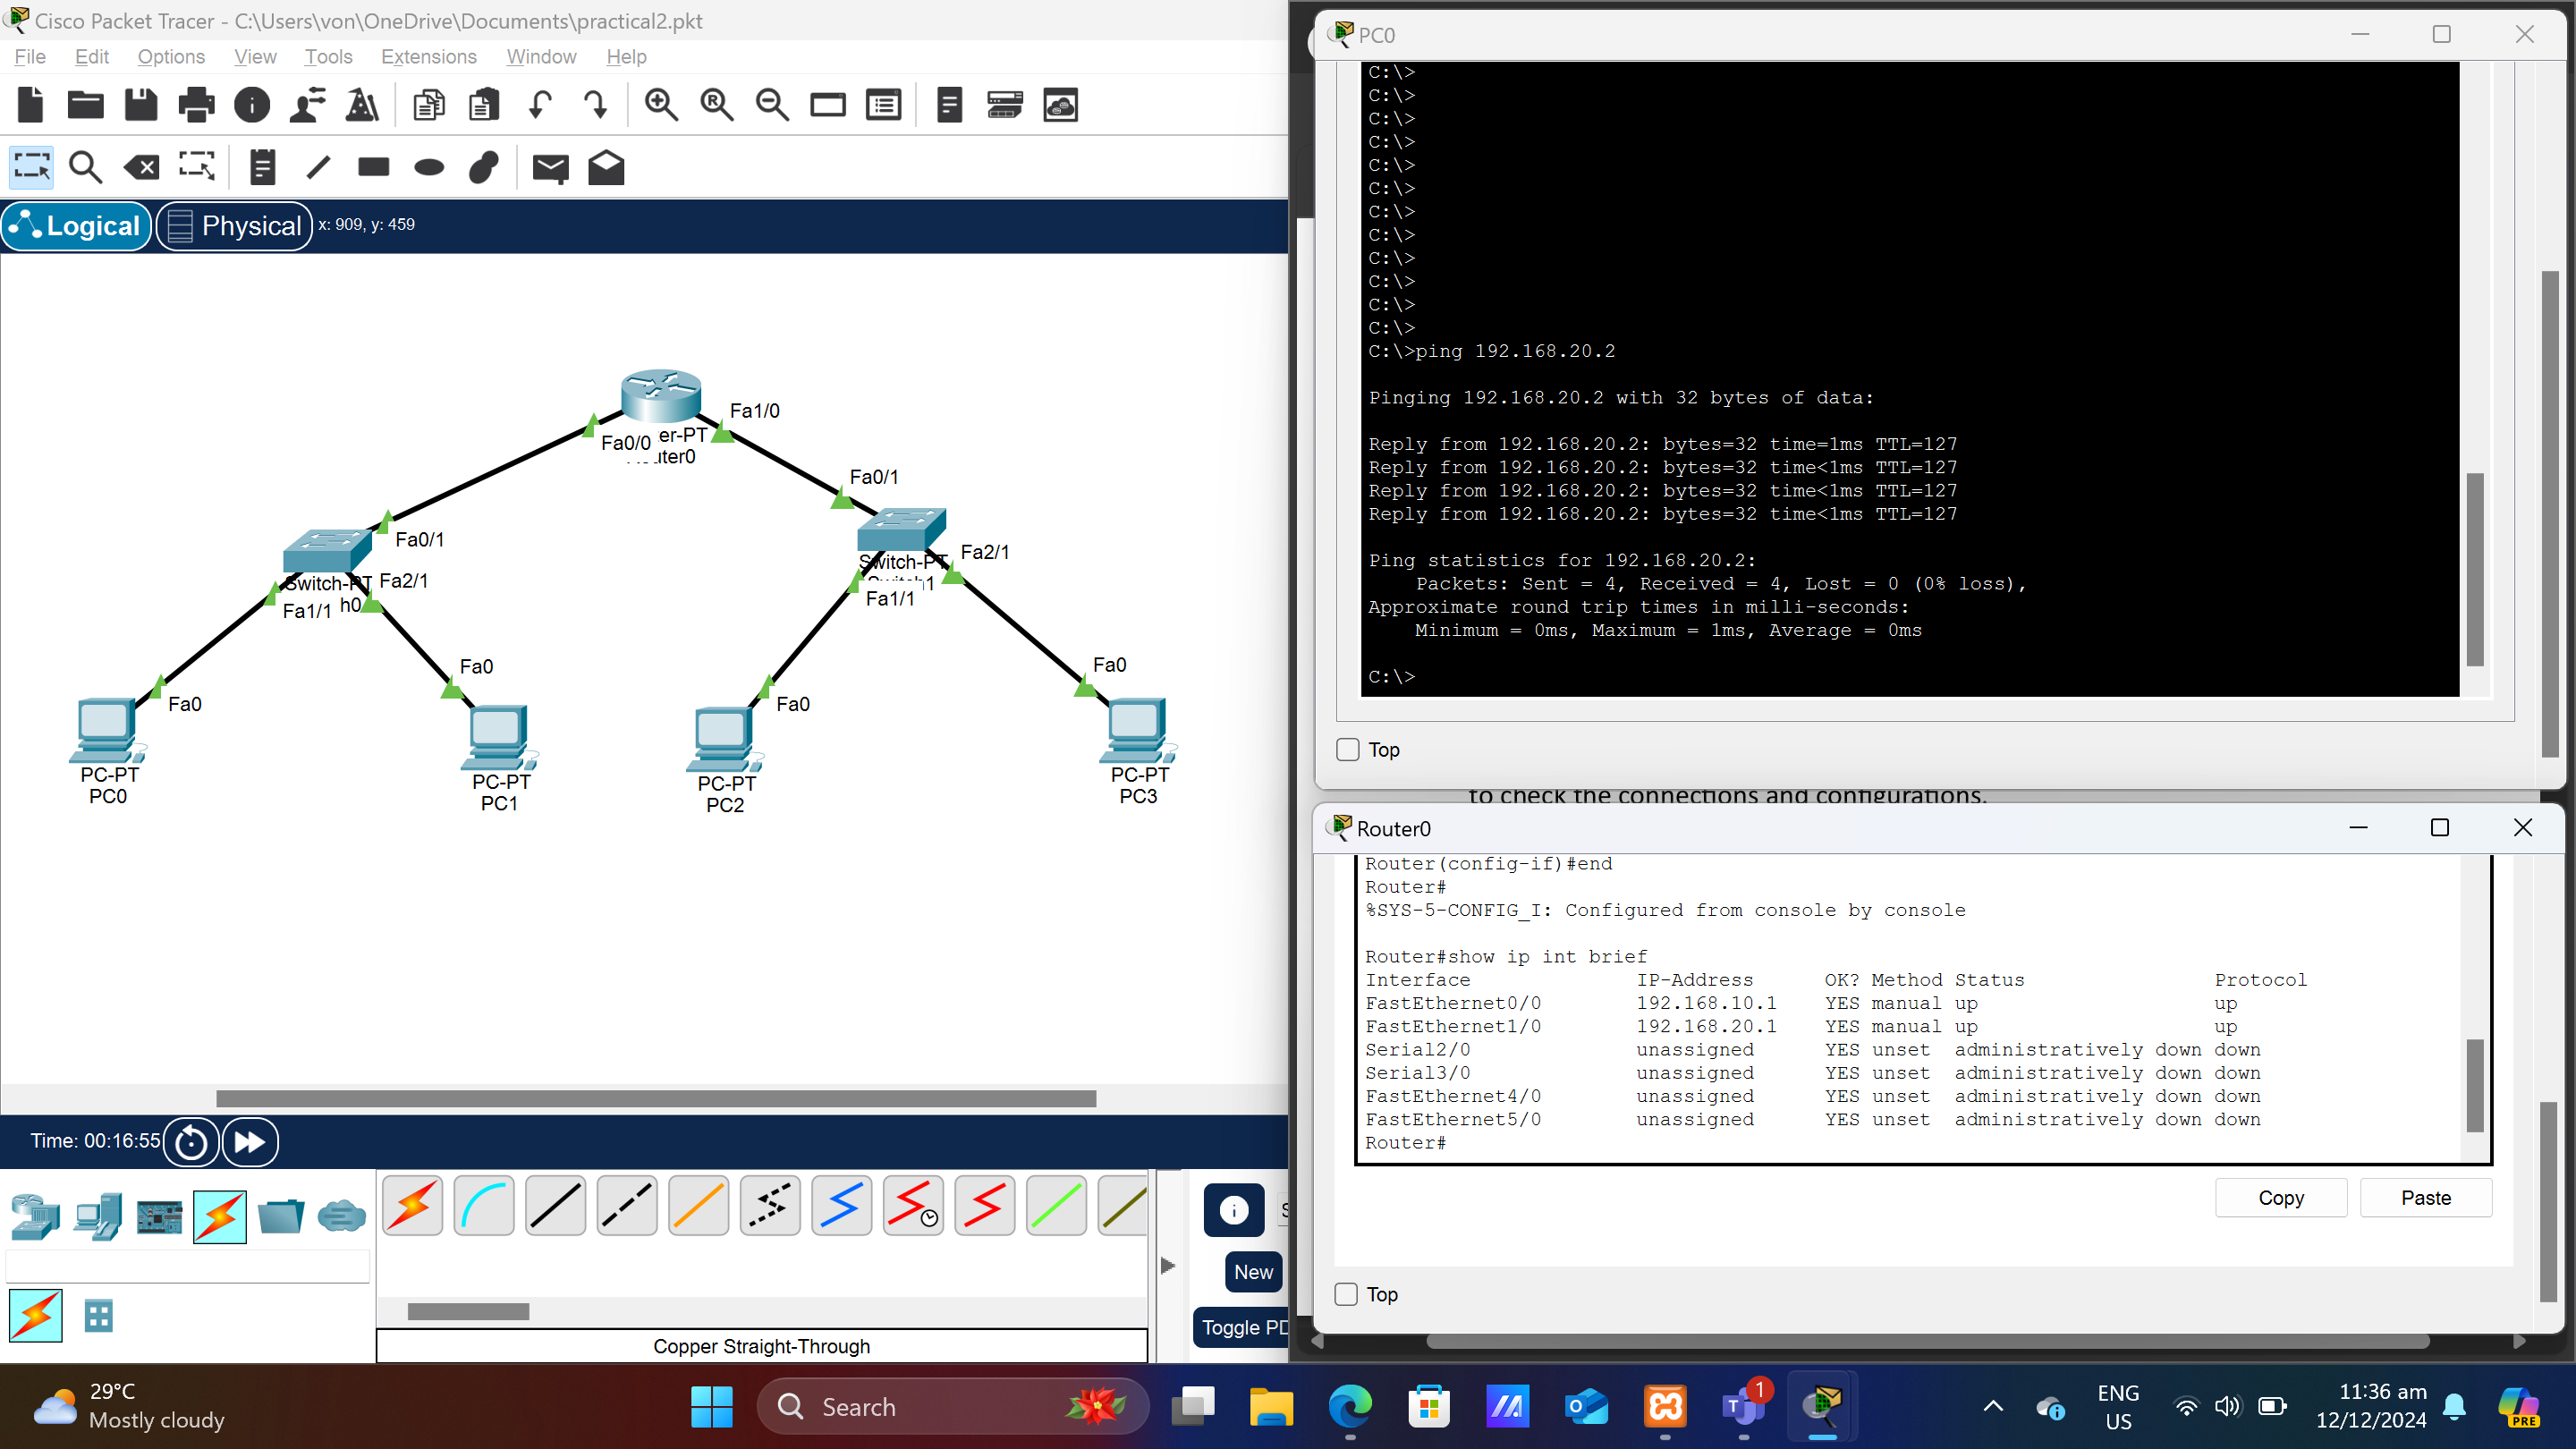 Cisco Packet Tracer - C:\Users\von\OneDrive\Documents\practical2.pkt
File Edit Options View Tools Extensions Window Help
Logical Physical x: 909, y: 459
Fa1/0
Fa0/0 er-PT
uter0
Fa0/1
Fa0/1
Switch-PT Fa2/1
Fa1/1 h0
Switch-PT Fa2/1
Fa1/1
Fa0
Fa0
Fa0
Fa0
PC-PT
PC0
PC-PT
PC1
PC-PT
PC2
PC-PT
PC3
Time: 00:16:55
New
Toggle PD
Copper Straight-Through
PC0
C:\>
C:\>
C:\>
C:\>
C:\>
C:\>
C:\>
C:\>
C:\>
C:\>
C:\>
C:\>
C:\>ping 192.168.20.2
Pinging 192.168.20.2 with 32 bytes of data:
Reply from 192.168.20.2: bytes=32 time=1ms TTL=127
Reply from 192.168.20.2: bytes=32 time<1ms TTL=127
Reply from 192.168.20.2: bytes=32 time<1ms TTL=127
Reply from 192.168.20.2: bytes=32 time<1ms TTL=127
Ping statistics for 192.168.20.2:
Packets: Sent = 4, Received = 4, Lost = 0 (0% loss),
Approximate round trip times in milli-seconds:
Minimum = 0ms, Maximum = 1ms, Average = 0ms
C:\>
Top
to check the connections and configurations.
Router0
Router(config-if)#end
Router#
%SYS-5-CONFIG_I: Configured from console by console
Router#show ip int brief
Interface IP-Address OK? Method Status Protocol
FastEthernet0/0 192.168.10.1 YES manual up up
FastEthernet1/0 192.168.20.1 YES manual up up
Serial2/0 unassigned YES unset administratively down down
Serial3/0 unassigned YES unset administratively down down
FastEthernet4/0 unassigned YES unset administratively down down
FastEthernet5/0 unassigned YES unset administratively down down
Router#
Copy Paste
Top
29°C
Mostly cloudy
Search
1
ENG
US
11:36 am
12/12/2024
PRE